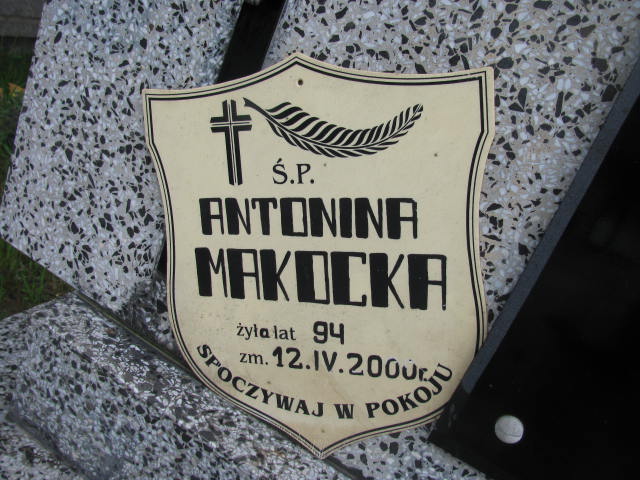 Ś.P.
ANTONINA
MAKOCKA
żyła lat 94
zm. 12.IV.2000r.
SPOCZYWAJ W POKOJU